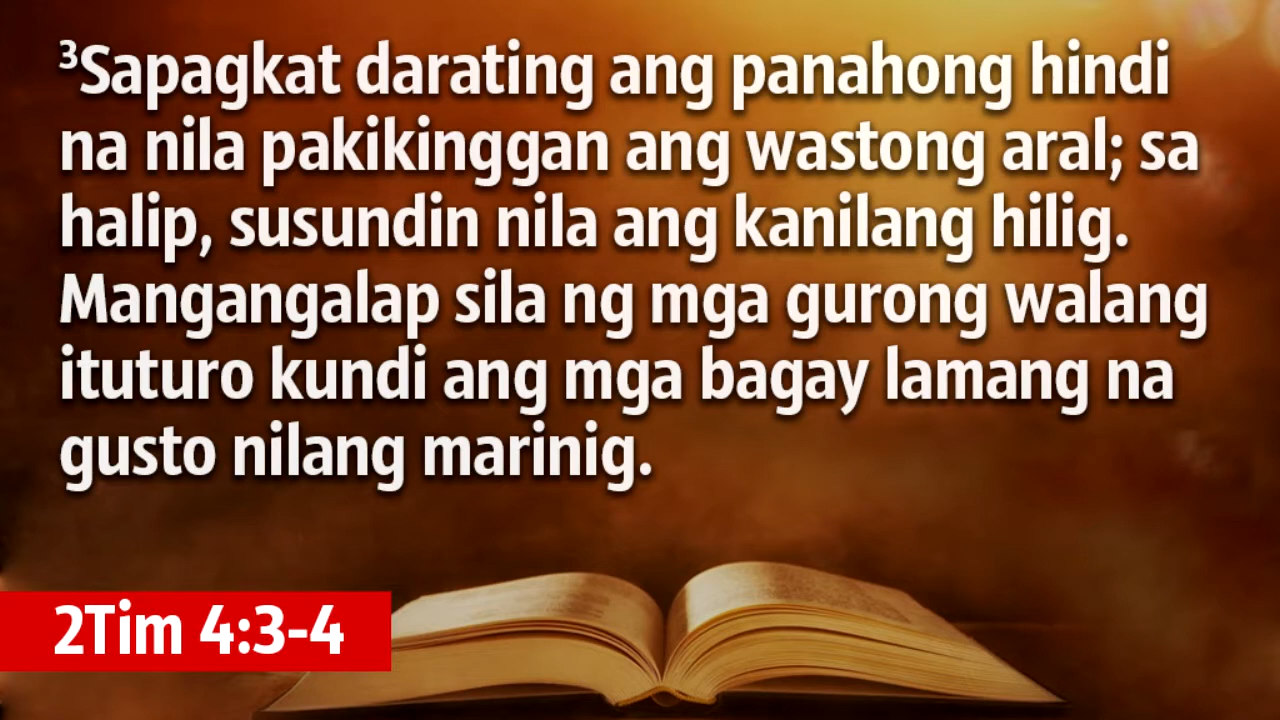 ³Sapagkat darating ang panahong hindi
na nila pakikinggan ang wastong aral; sa
halip, susundin nila ang kanilang hilig.
Mangangalap sila ng mga gurong walang
ituturo kundi ang mga bagay lamang na
gusto nilang marinig.
2Tim 4:3-4